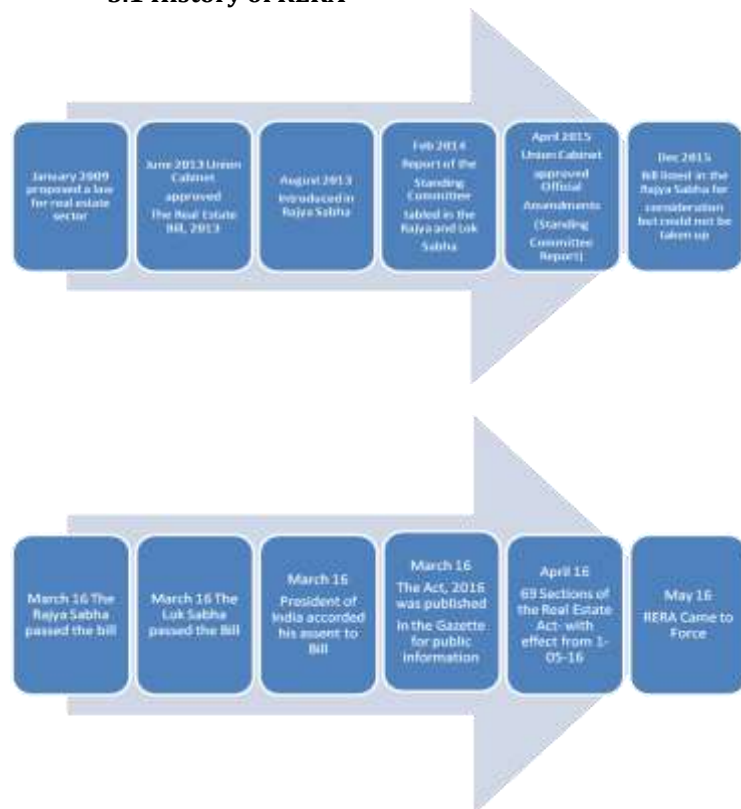 3.1 History of RERA
January 2009
proposed a law
for real estate
sector
June 2013 Union
Cabinet
approved
The Real Estate
Bill, 2013
August 2013
Introduced in
Rajya Sabha
Feb 2014
Report of the
Standing
Committee
tabled in the
Rajya and Lok
Sabha
April 2015
Union Cabinet
approved
Official
Amendments
(Standing
Committee
Report)
Dec 2015
Bill listed in the
Rajya Sabha for
consideration
but could not be
taken up
March 16 The
Rajya Sabha
passed the bill
March 16 The
Lok Sabha
passed the Bill
March 16
President of
India accorded
his assent to
Bill
March 16
The Act, 2016
was published
In the Gazette
for public
information
April 16
69 Sections of
the Real Estate
Act- with
effect from 1-
05-16
May 16
RERA Came to
Force